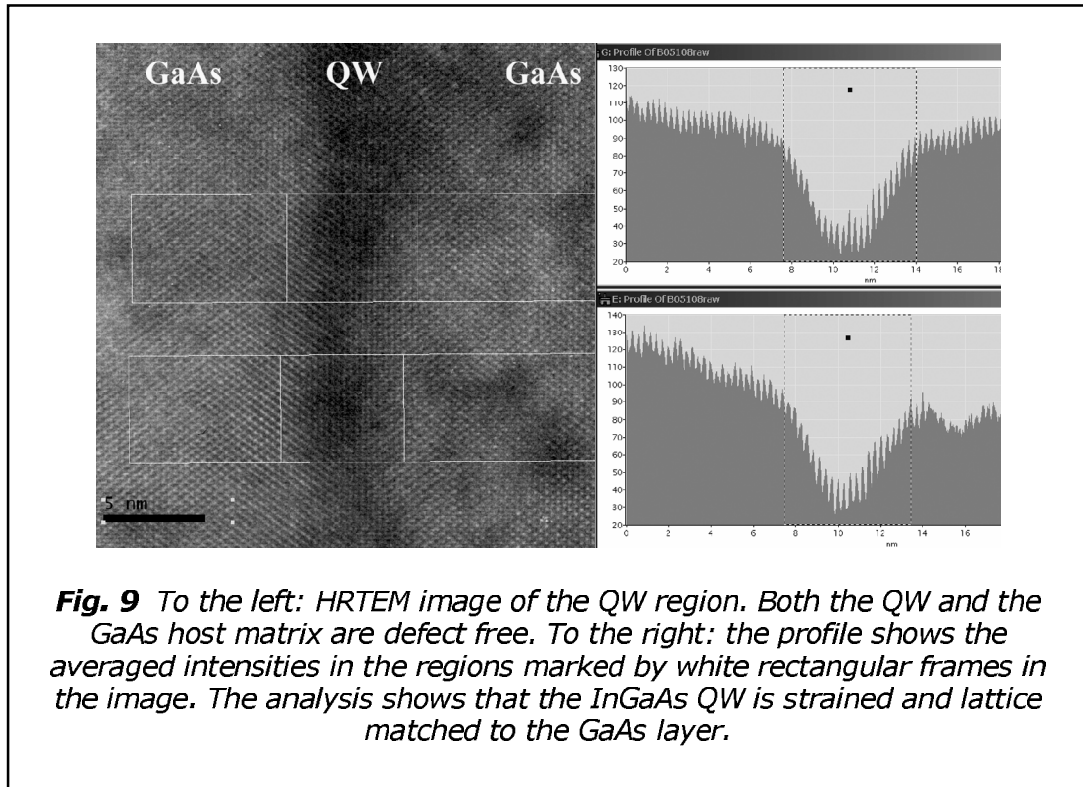 GaAs QW GaAs
5 nm
G: Profile Of B0510Braw
130
120
110
100
90
80
70
60
50
40
30
20
0 2 4 6 8 10 12 14 16 18
nm
E: Profile Of B0510Braw
140
130
120
110
100
90
80
70
60
50
40
30
20
0 2 4 6 8 10 12 14 16
nm
Fig. 9 To the left: HRTEM image of the QW region. Both the QW and the
GaAs host matrix are defect free. To the right: the profile shows the
averaged intensities in the regions marked by white rectangular frames in
the image. The analysis shows that the InGaAs QW is strained and lattice
matched to the GaAs layer.